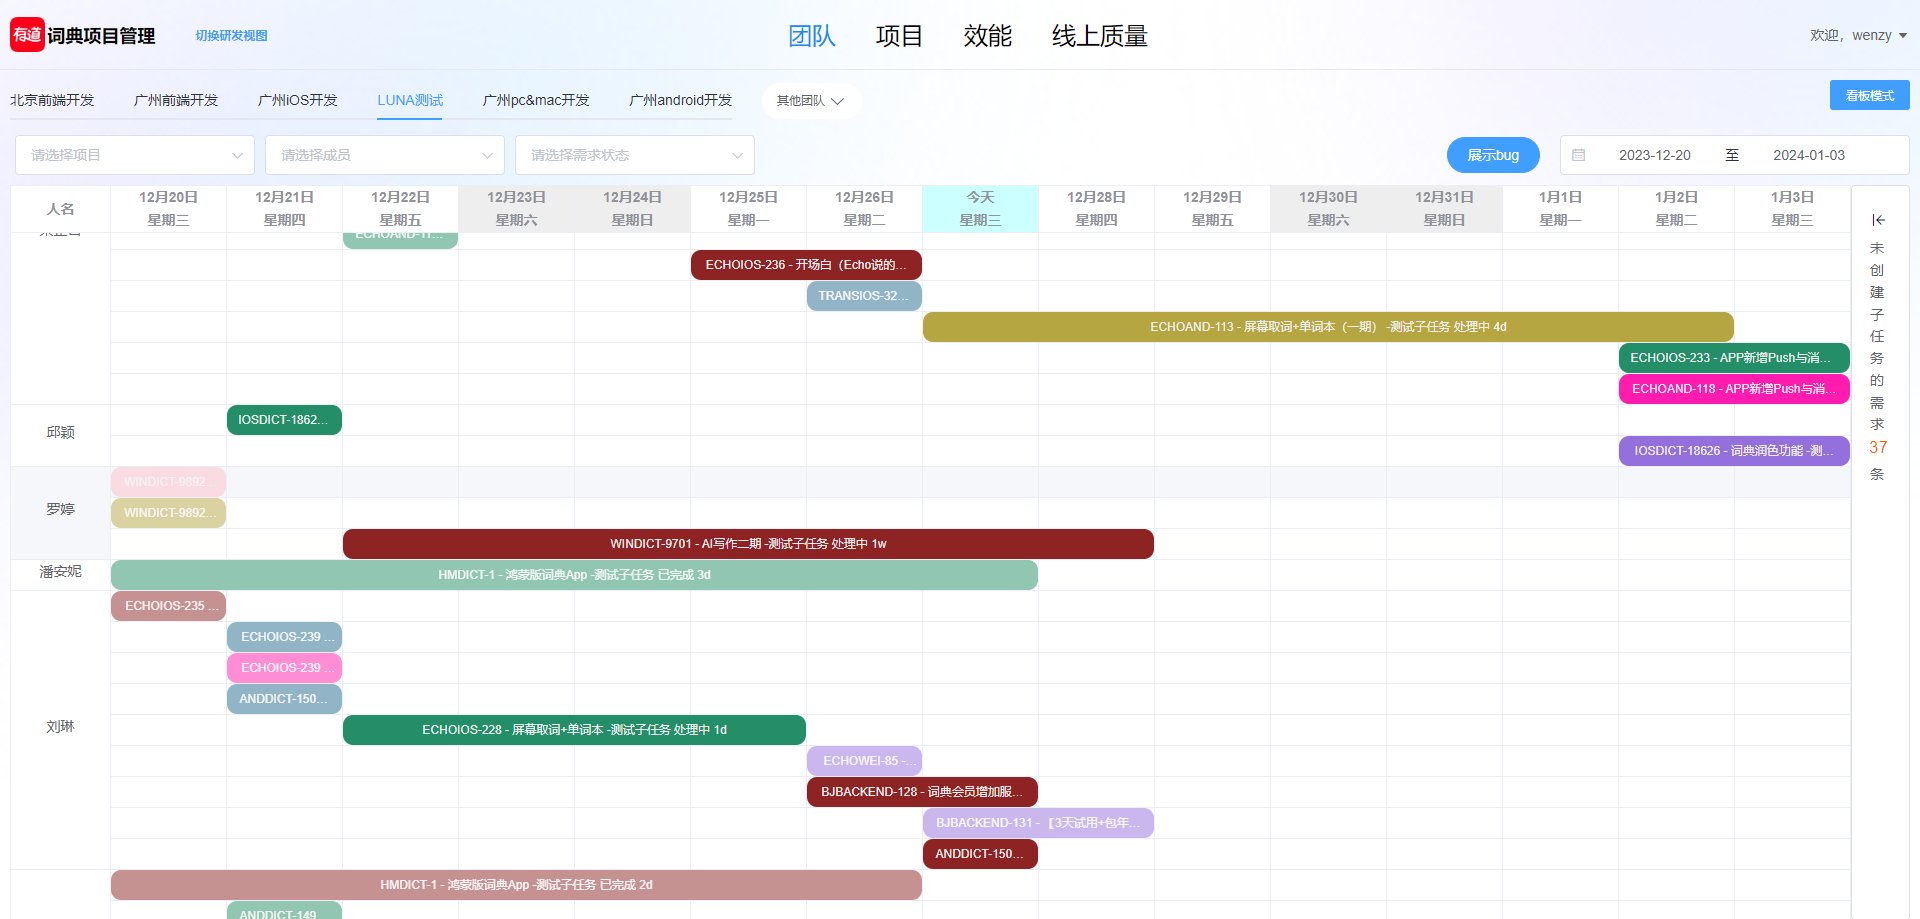 有道 词典项目管理 切换研发视图 团队 项目 效能 线上质量 欢迎，wenzy
北京前端开发 广州前端开发 广州iOS开发 LUNA测试 广州pc&mac开发 广州android开发 其他团队 看板模式
请选择项目 请选择成员 请选择需求状态 展示bug 2023-12-20 至 2024-01-03
人名
12月20日 12月21日 12月22日 12月23日 12月24日 12月25日 12月26日 今天 12月28日 12月29日 12月30日 12月31日 1月1日 1月2日 1月3日
星期三 星期四 星期五 星期六 星期日 星期一 星期二 星期三 星期四 星期五 星期六 星期日 星期一 星期二 星期三
ECHOIOS-236 - 开场白（Echo说的...
TRANSIOS-32...
ECHOAND-113 - 屏幕取词+单词本（一期） -测试子任务 处理中 4d
ECHOIOS-233 - APP新增Push与消...
ECHOAND-118 - APP新增Push与消...
邱颖
IOSDICT-1862...
IOSDICT-18626 - 词典润色功能 -测...
罗婷
WINDICT-9892...
WINDICT-9892...
WINDICT-9701 - AI写作二期 -测试子任务 处理中 1w
潘安妮
HMDICT-1 - 鸿蒙版词典App -测试子任务 已完成 3d
刘琳
ECHOIOS-235 ...
ECHOIOS-239 ...
ECHOIOS-239 ...
ANDDICT-150...
ECHOIOS-228 - 屏幕取词+单词本 -测试子任务 处理中 1d
ECHOWEI-85 -...
BJBACKEND-128 - 词典会员增加服...
BJBACKEND-131 - 【3天试用+包年...
ANDDICT-150...
HMDICT-1 - 鸿蒙版词典App -测试子任务 已完成 2d
ANDDICT-149
未
创
建
子
任
务
的
需
求
37
条